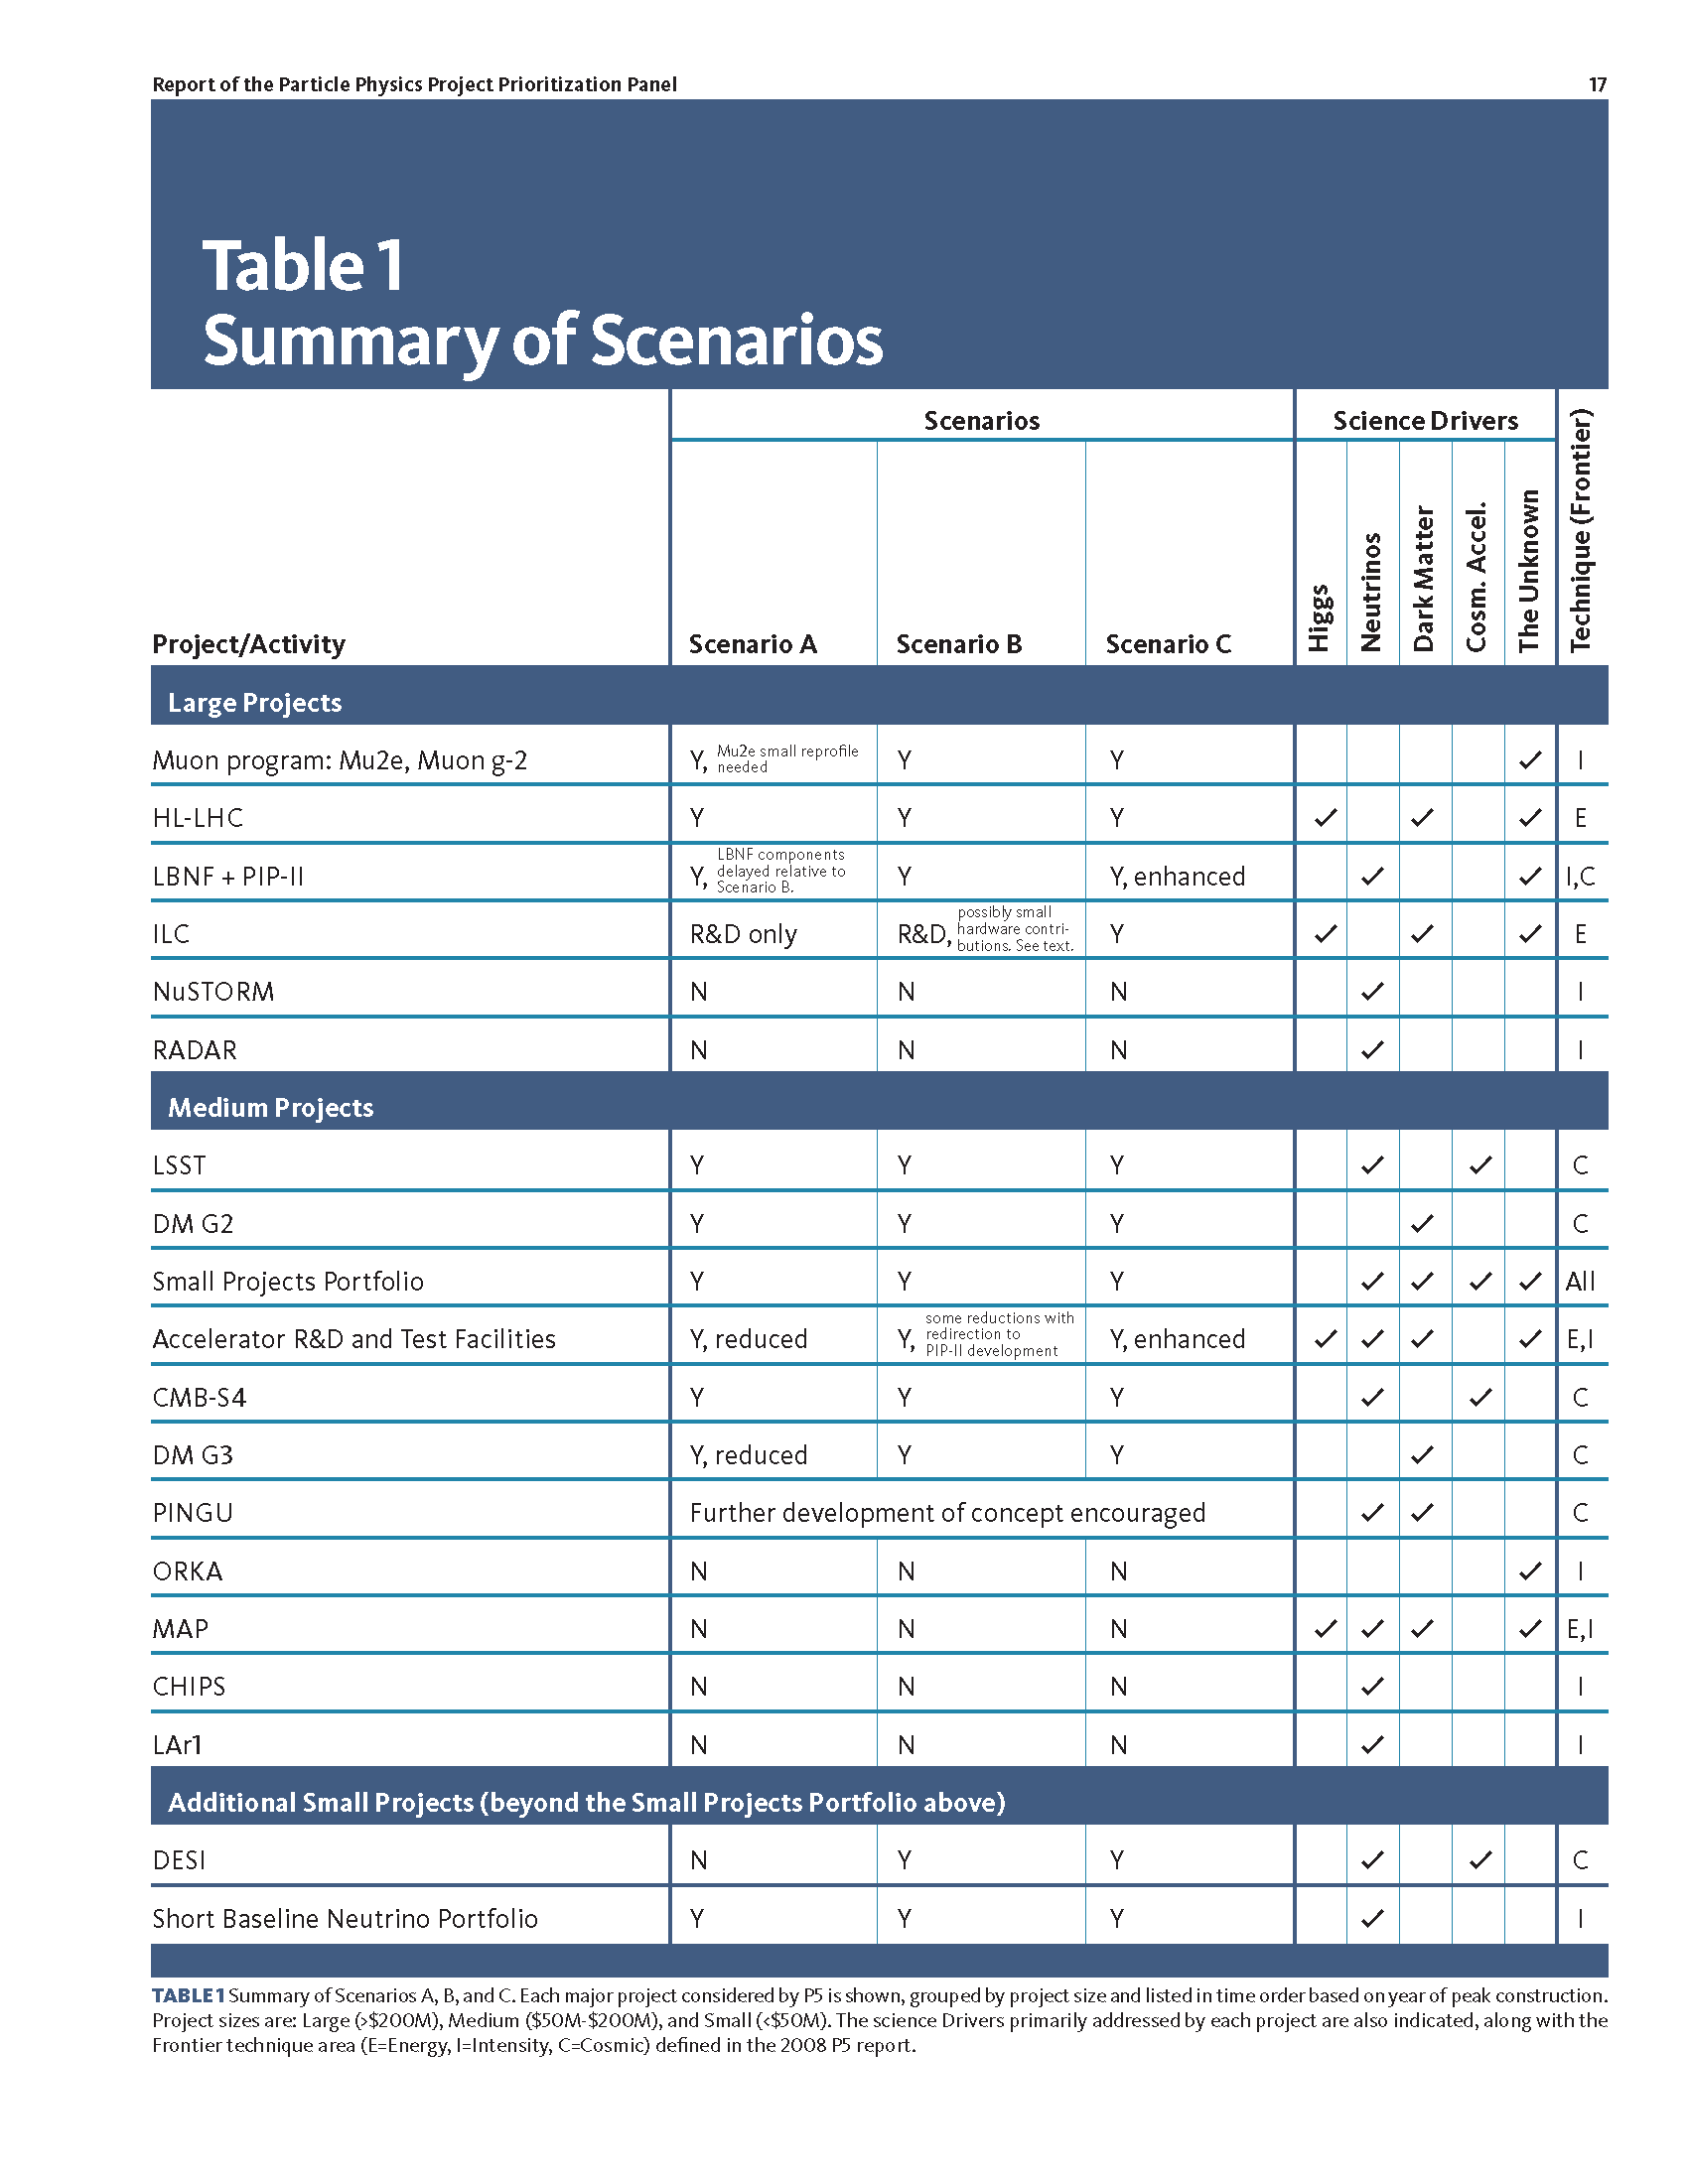 Report of the Particle Physics Project Prioritization Panel 17
Table 1
Summary of Scenarios
Scenarios Science Drivers Technique (Frontier)
Project/Activity Scenario A Scenario B Scenario C Higgs Neutrinos Dark Matter Cosm. Accel. The Unknown
Large Projects
Muon program: Mu2e, Muon g-2 Y, Mu2e small reprofile needed Y Y ✓ I
HL-LHC Y Y Y ✓ ✓ ✓ E
LBNF + PIP-II Y, LBNF components delayed relative to Scenario B. Y Y, enhanced ✓ ✓ I,C
ILC R&D only R&D, possibly small hardware contri-butions. See text. Y ✓ ✓ ✓ E
NuSTORM N N N ✓ I
RADAR N N N ✓ I
Medium Projects
LSST Y Y Y ✓ ✓ C
DM G2 Y Y Y ✓ C
Small Projects Portfolio Y Y Y ✓ ✓ ✓ ✓ All
Accelerator R&D and Test Facilities Y, reduced Y, some reductions with redirection to PIP-II development Y, enhanced ✓ ✓ ✓ ✓ E,I
CMB-S4 Y Y Y ✓ ✓ C
DM G3 Y, reduced Y Y ✓ C
PINGU Further development of concept encouraged ✓ ✓ C
ORKA N N N ✓ I
MAP N N N ✓ ✓ ✓ ✓ E,I
CHIPS N N N ✓ I
LAr1 N N N ✓ I
Additional Small Projects (beyond the Small Projects Portfolio above)
DESI N Y Y ✓ ✓ C
Short Baseline Neutrino Portfolio Y Y Y ✓ I
TABLE 1 Summary of Scenarios A, B, and C. Each major project considered by P5 is shown, grouped by project size and listed in time order based on year of peak construction.
Project sizes are: Large (>$200M), Medium ($50M-$200M), and Small (<$50M). The science Drivers primarily addressed by each project are also indicated, along with the
Frontier technique area (E=Energy, I=Intensity, C=Cosmic) defined in the 2008 P5 report.